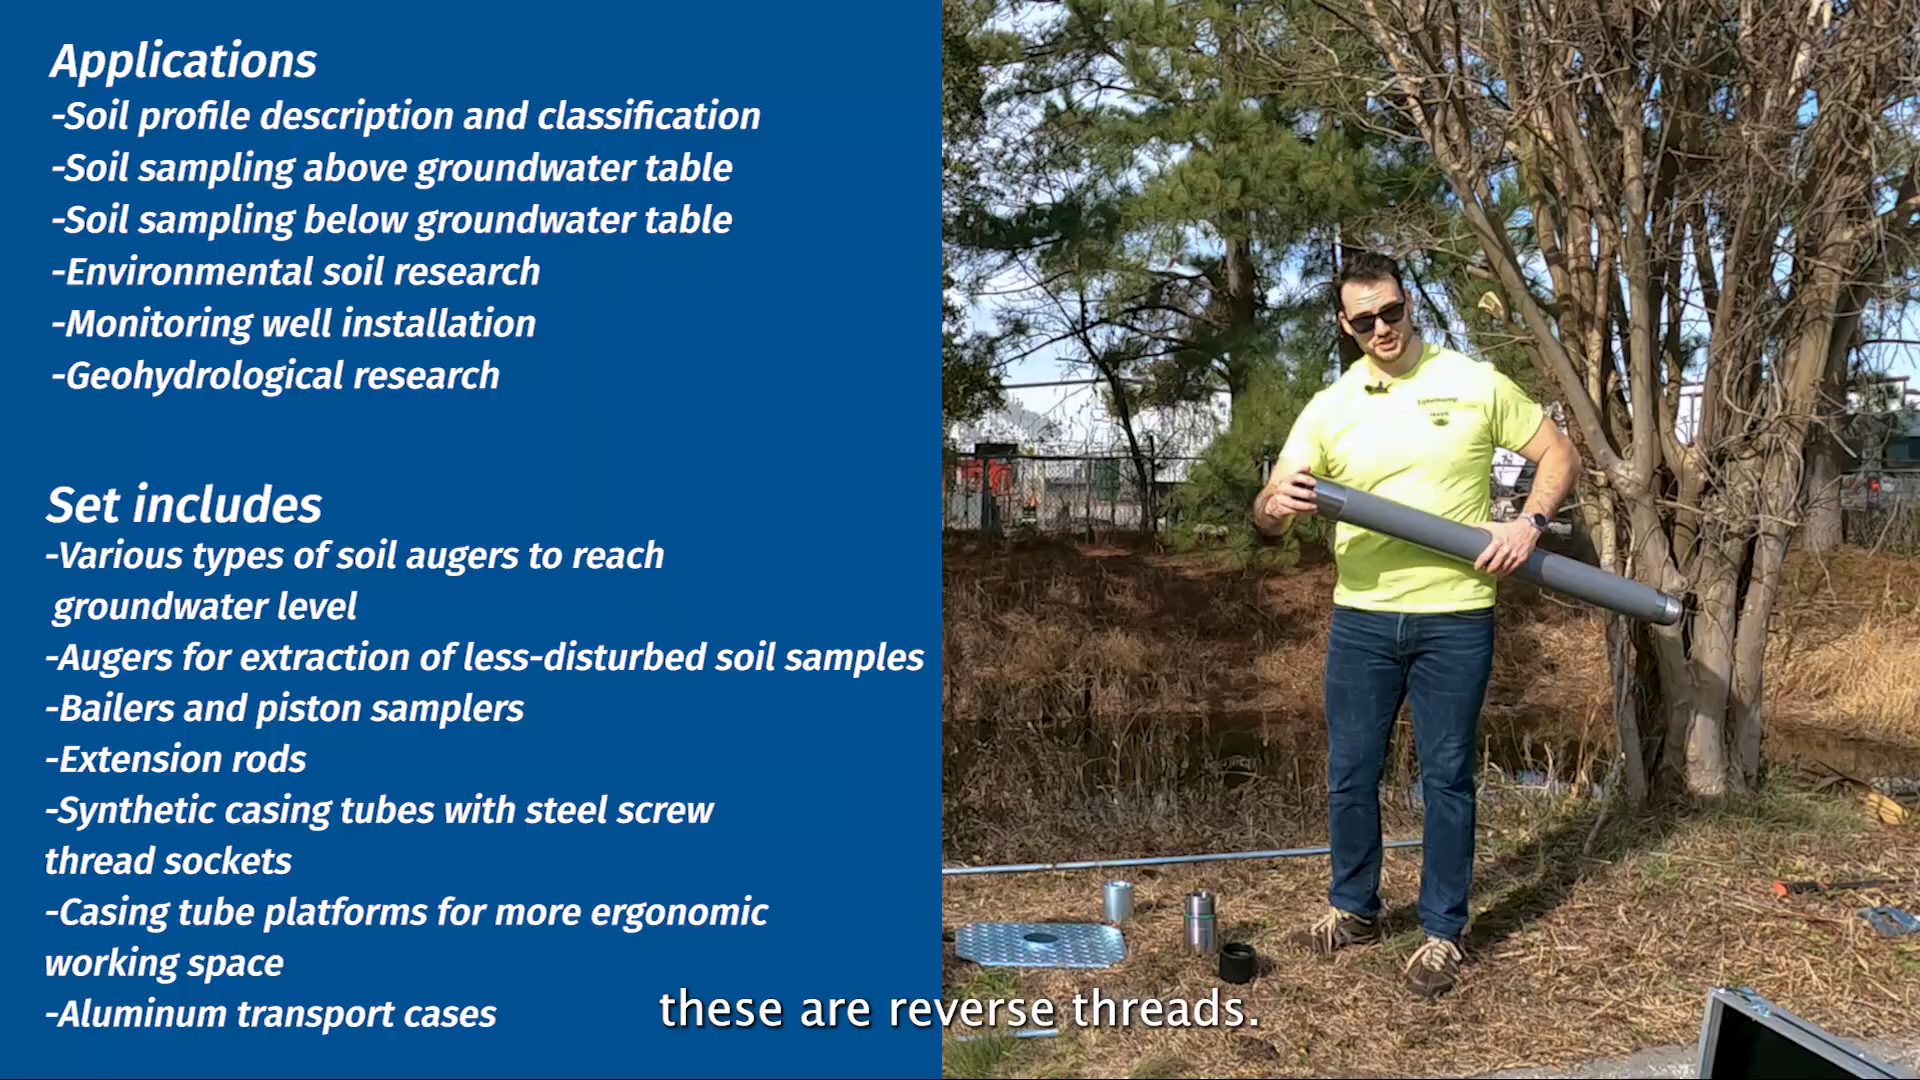 Applications
-Soil profile description and classification
-Soil sampling above groundwater table
-Soil sampling below groundwater table
-Environmental soil research
-Monitoring well installation
-Geohydrological research
Set includes
-Various types of soil augers to reach
groundwater level
-Augers for extraction of less-disturbed soil samples
-Bailers and piston samplers
-Extension rods
-Synthetic casing tubes with steel screw
thread sockets
-Casing tube platforms for more ergonomic
working space
-Aluminum transport cases
these are reverse threads.